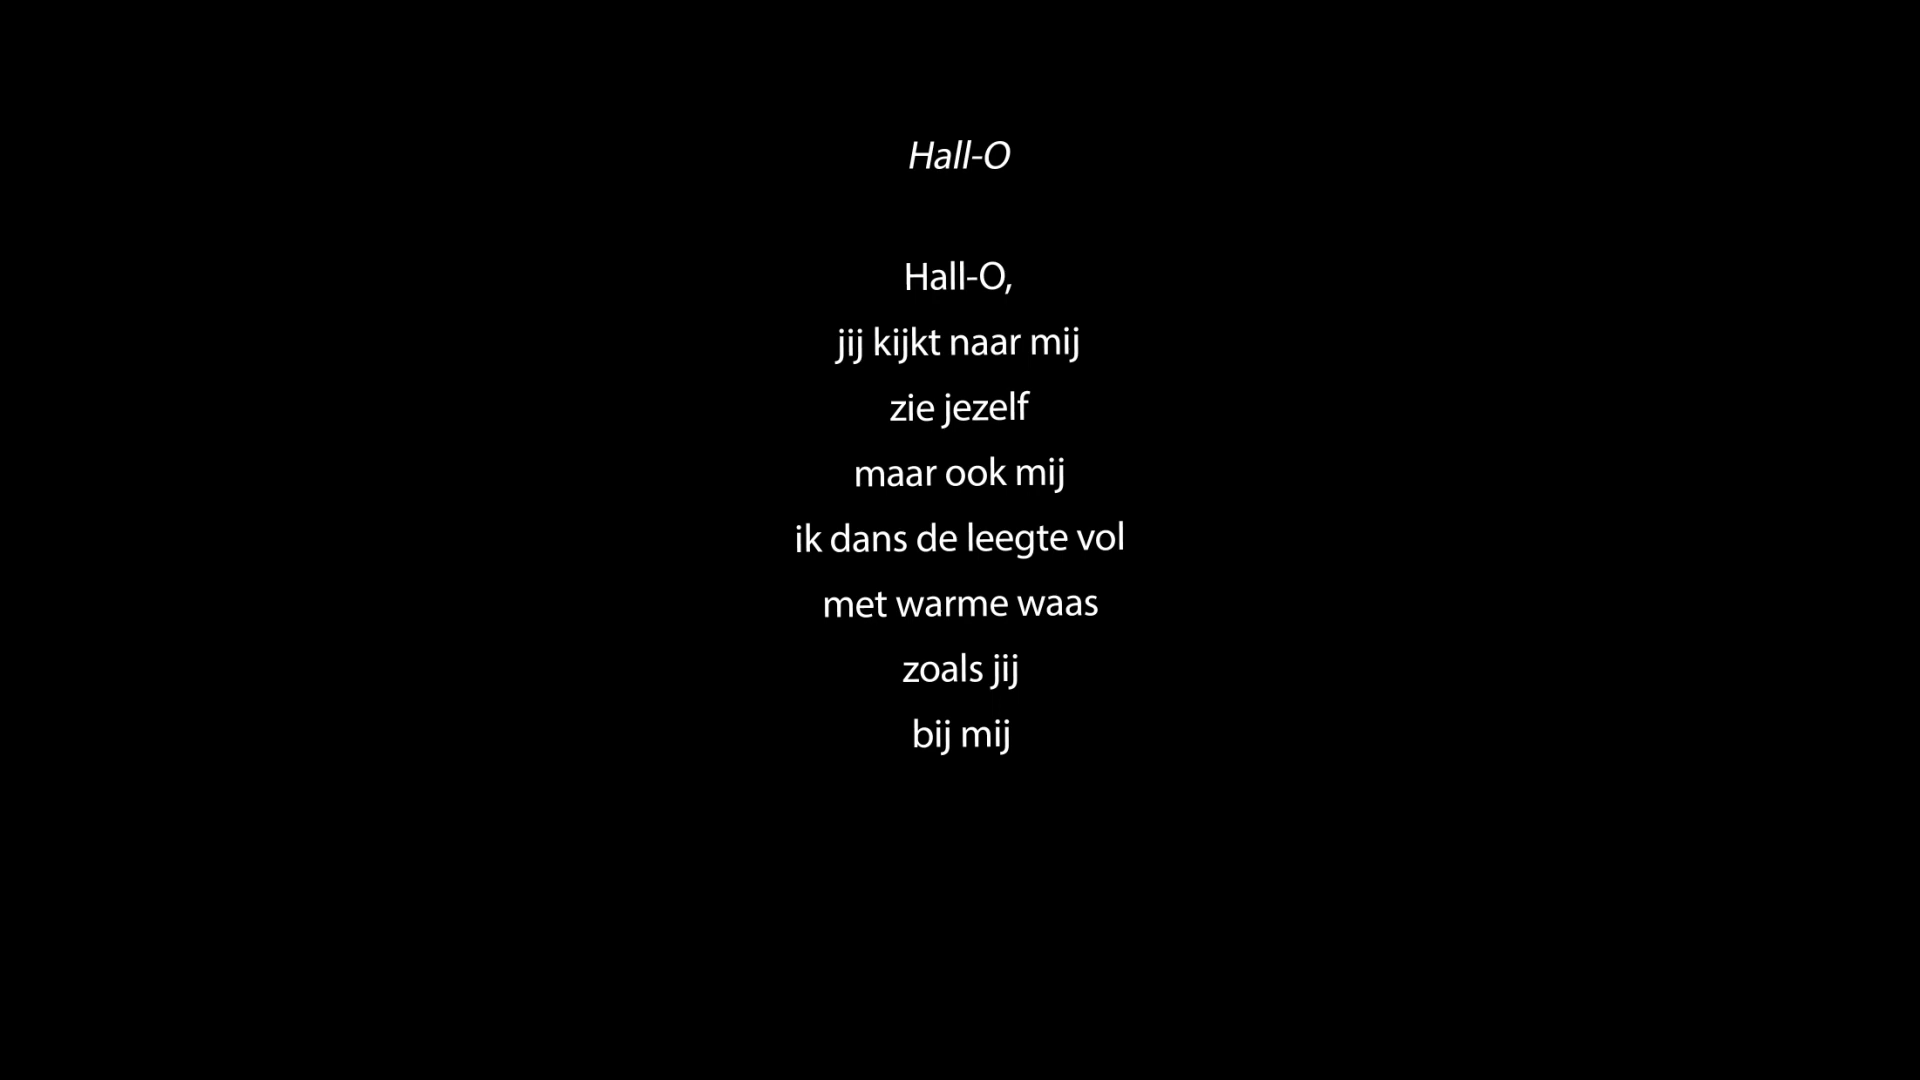 Hall-O
Hall-O,
jij kijkt naar mij
zie jezelf
maar ook mij
ik dans de leegte vol
met warme waas
zoals jij
bij mij